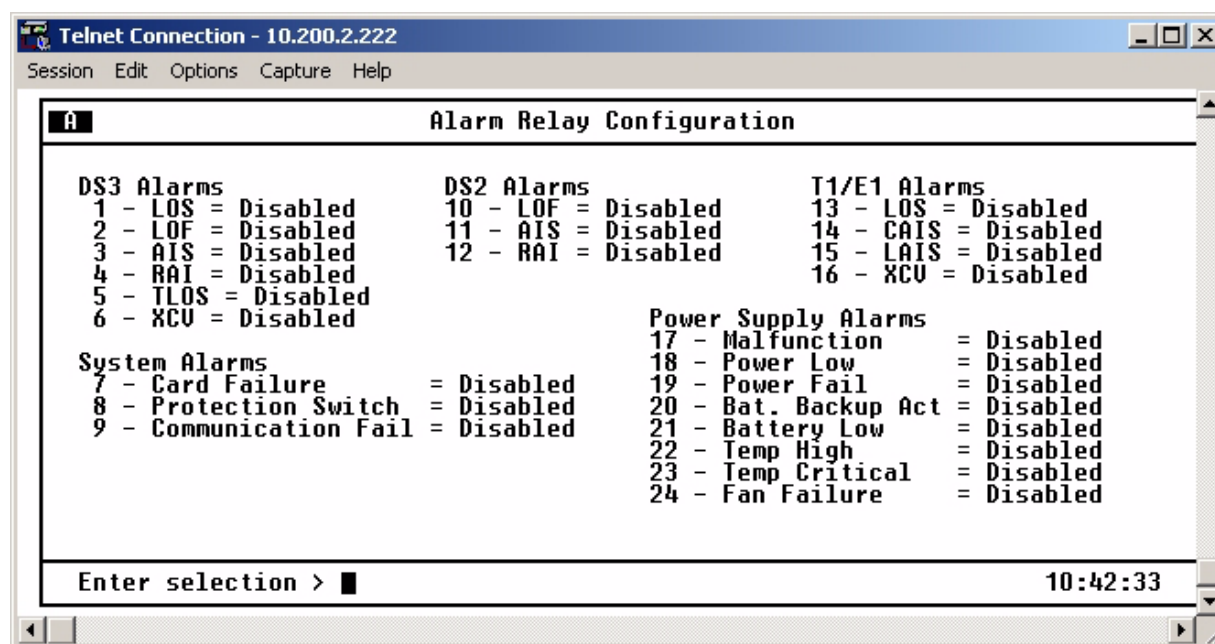 Telnet Connection - 10.200.2.222
Session Edit Options Capture Help
A Alarm Relay Configuration
DS3 Alarms
1 - LOS = Disabled
2 - LOF = Disabled
3 - AIS = Disabled
4 - RAI = Disabled
5 - TLOS = Disabled
6 - XCV = Disabled
System Alarms
7 - Card Failure = Disabled
8 - Protection Switch = Disabled
9 - Communication Fail = Disabled
DS2 Alarms
10 - LOF = Disabled
11 - AIS = Disabled
12 - RAI = Disabled
T1/E1 Alarms
13 - LOS = Disabled
14 - CAIS = Disabled
15 - LAIS = Disabled
16 - XCV = Disabled
Power Supply Alarms
17 - Malfunction = Disabled
18 - Power Low = Disabled
19 - Power Fail = Disabled
20 - Bat. Backup Act = Disabled
21 - Battery Low = Disabled
22 - Temp High = Disabled
23 - Temp Critical = Disabled
24 - Fan Failure = Disabled
Enter selection > 10:42:33